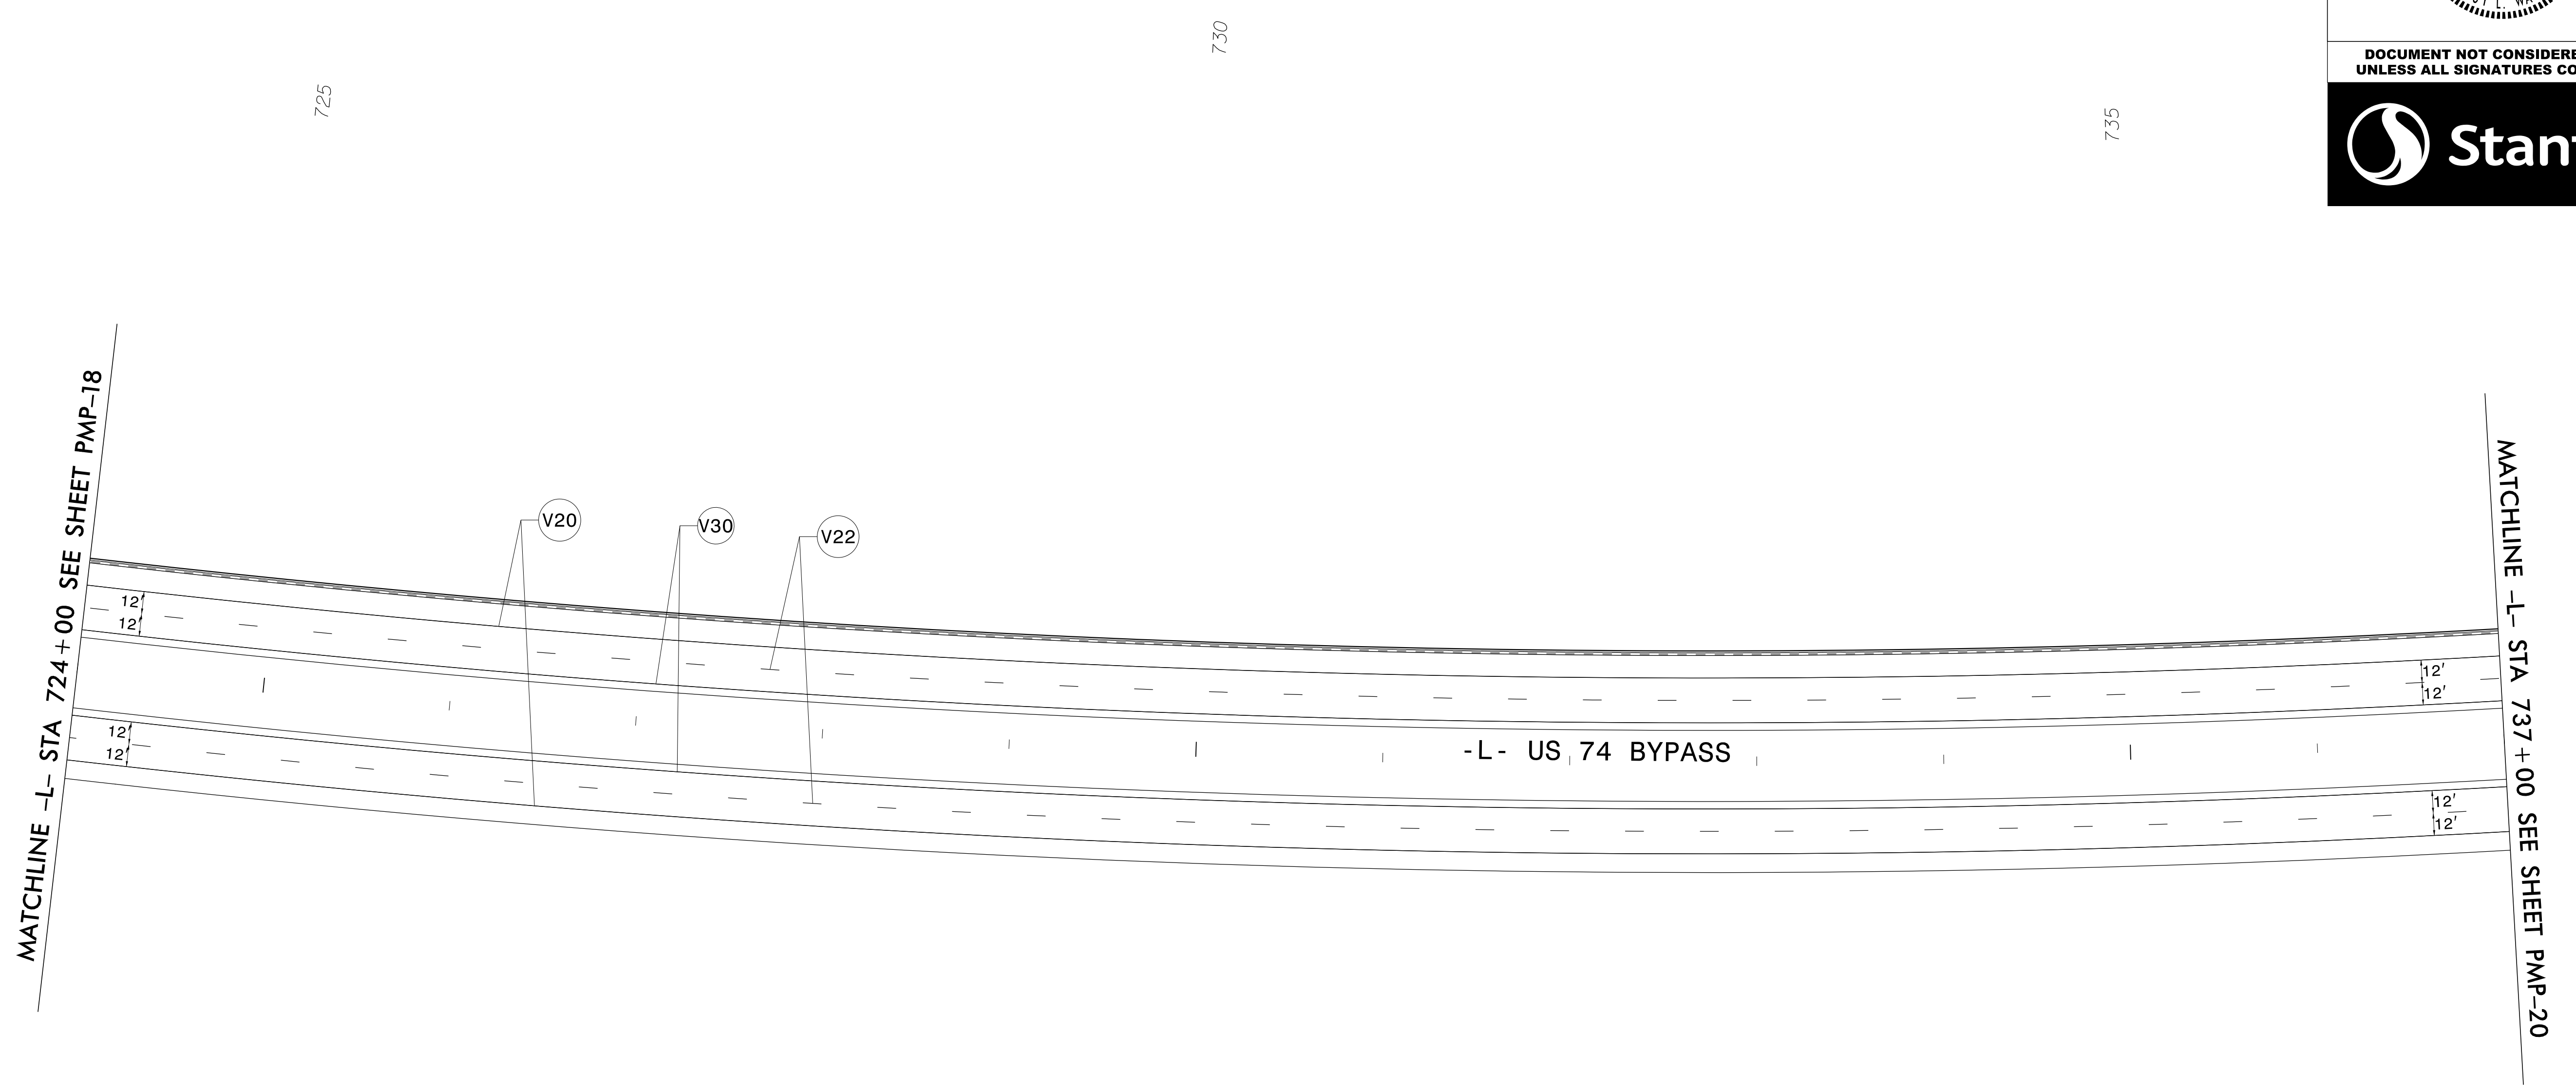 730
725
735
DOCUMENT NOT CONSIDERE
UNLESS ALL SIGNATURES CO
Stan
MATCHLINE -L- STA 724+00 SEE SHEET PMP-18
MATCHLINE -L- STA 737+00 SEE SHEET PMP-20
V20
V30
V22
12'
12'
12'
12'
12'
12'
-L- US 74 BYPASS
12'
12'